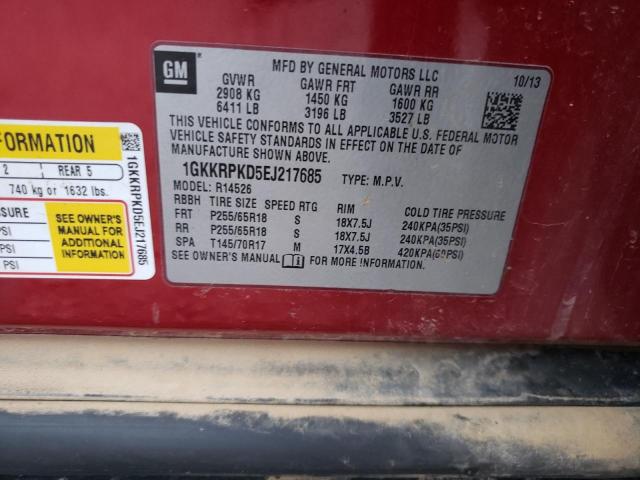 GM
MFD BY GENERAL MOTORS LLC
10/13
GVWR GAWR FRT GAWR RR
2908 KG 1450 KG 1600 KG
6411 LB 3196 LB 3527 LB
THIS VEHICLE CONFORMS TO ALL APPLICABLE U.S. FEDERAL MOTOR
VEHICLE SAFETY STANDARDS IN EFFECT ON THE DATE OF
MANUFACTURE SHOWN ABOVE.
1GKKRPKD5EJ217685 TYPE: M.P.V.
MODEL: R14526
RBBH TIRE SIZE SPEED RTG RIM COLD TIRE PRESSURE
FRT P255/65R18 S 18X7.5J 240KPA(35PSI)
RR P255/65R18 S 18X7.5J 240KPA(35PSI)
SPA T145/70R17 M 17X4.5B 420KPA(60PSI)
SEE OWNER'S MANUAL FOR MORE INFORMATION.
FORMATION
2 REAR 5
740 kg or 1632 lbs.
SEE OWNER'S
MANUAL FOR
ADDITIONAL
INFORMATION
PSI
PSI
1GKKRPKD5EJ217685